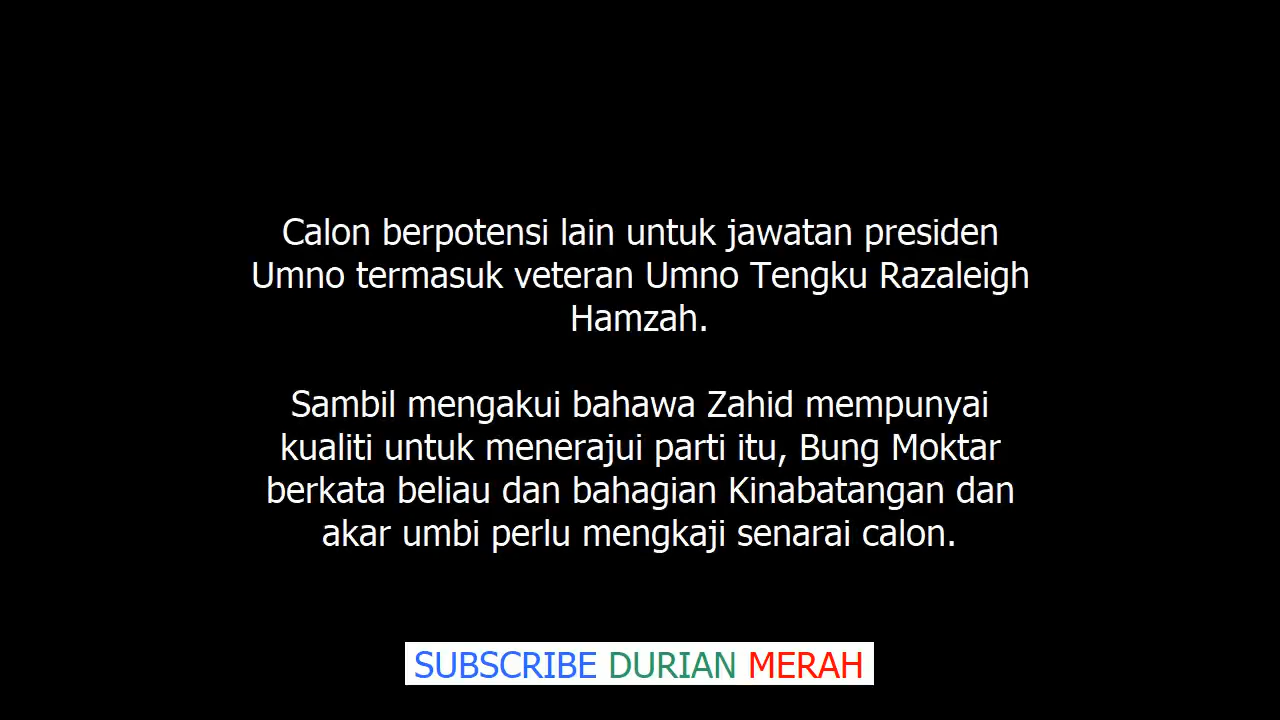 Calon berpotensi lain untuk jawatan presiden
Umno termasuk veteran Umno Tengku Razaleigh
Hamzah.
Sambil mengakui bahawa Zahid mempunyai
kualiti untuk menerajui parti itu, Bung Moktar
berkata beliau dan bahagian Kinabatangan dan
akar umbi perlu mengkaji senarai calon.
SUBSCRIBE DURIAN MERAH